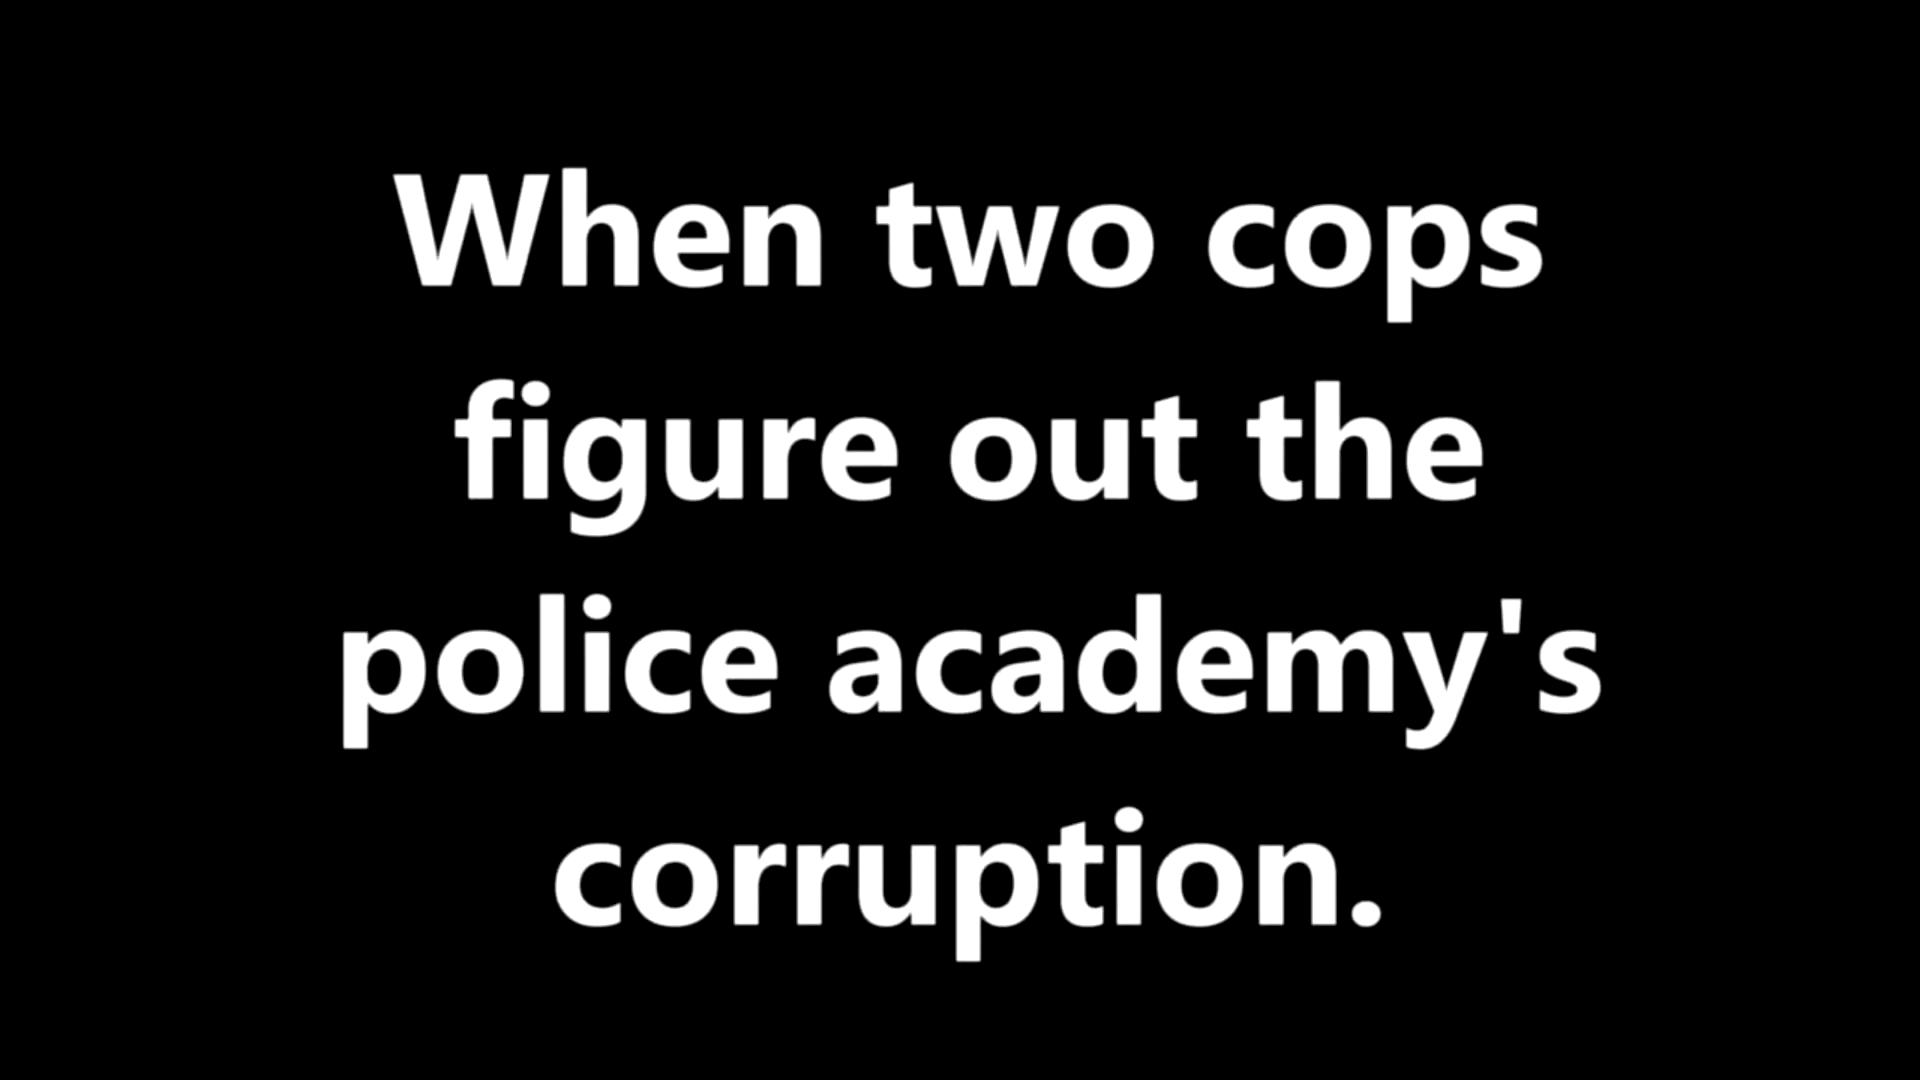 When two cops
figure out the
police academy's
corruption.